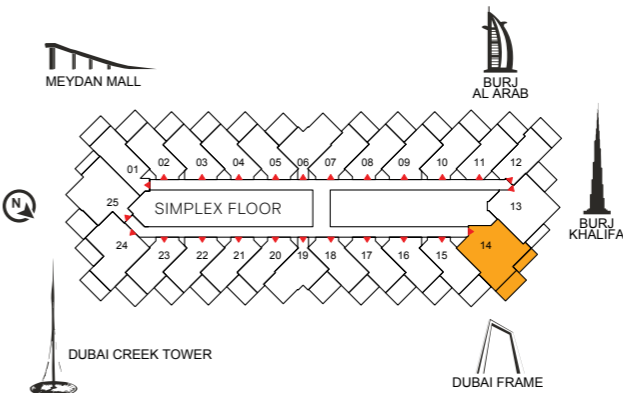 MEYDAN MALL
BURJ
AL ARAB
01 02 03 04 05 06 07 08 09 10 11 12
SIMPLEX FLOOR
13
25
24 23 22 21 20 19 18 17 16 15 14
N
BURJ
KHALIFA
DUBAI CREEK TOWER
DUBAI FRAME